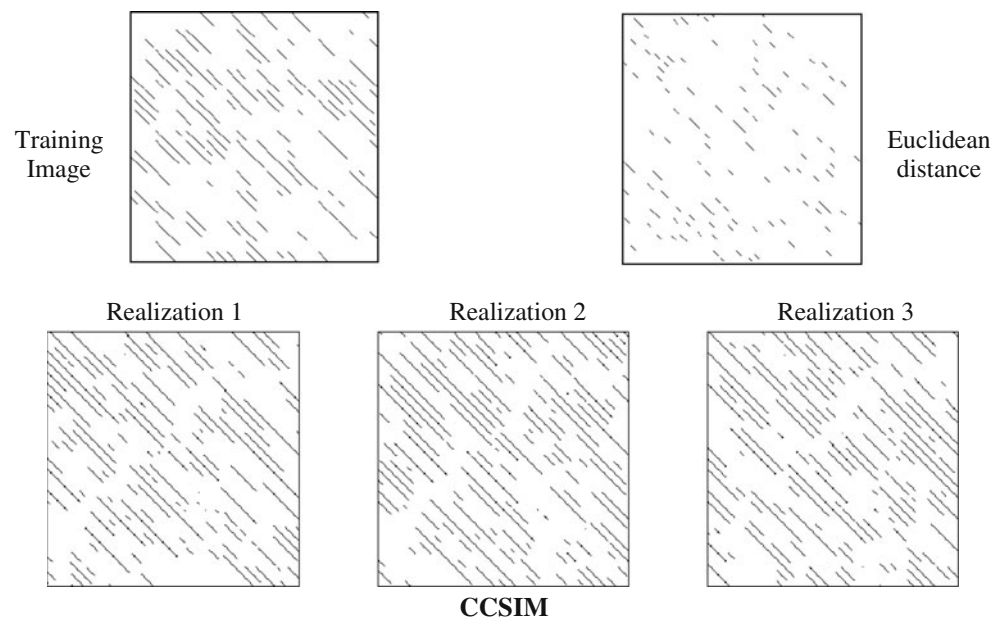 Training
Image
Euclidean
distance
Realization 1
Realization 2
Realization 3
CCSIM